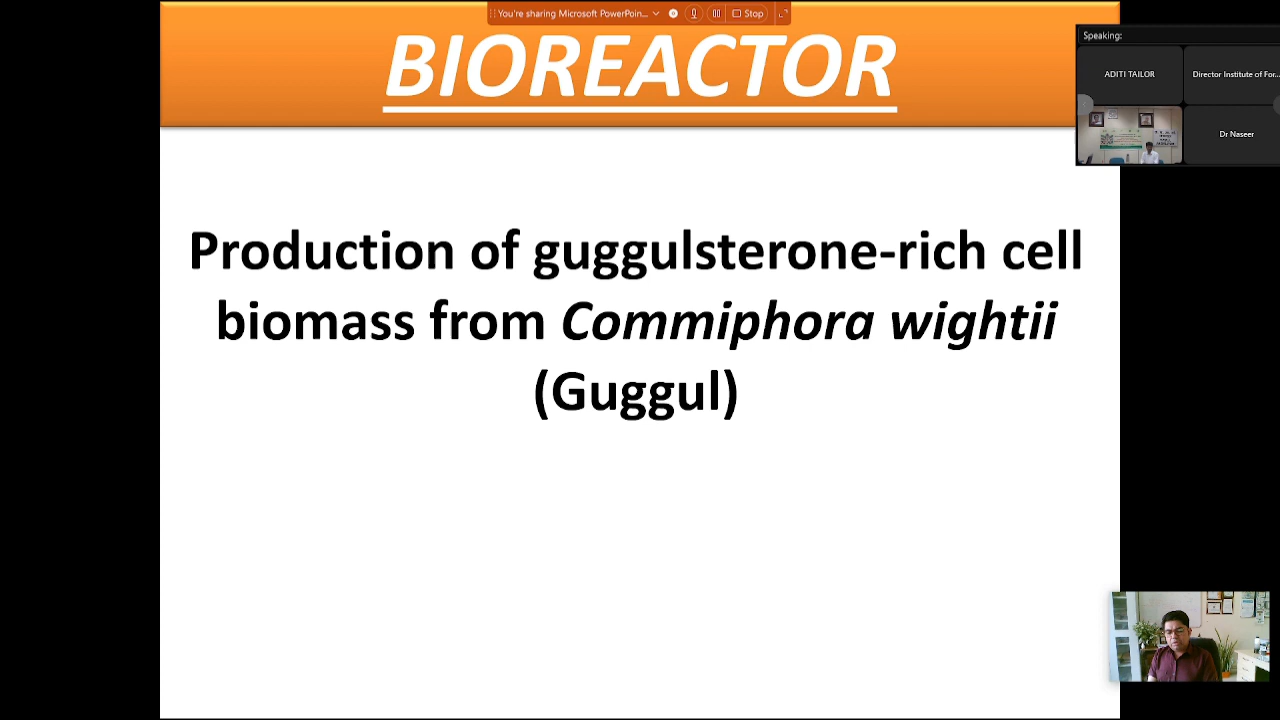 You're sharing Microsoft PowerPoin...
Stop
BIOREACTOR
Speaking:
ADITI TAILOR
Director Institute of For...
Dr Naseer
Production of guggulsterone-rich cell
biomass from Commiphora wightii
(Guggul)